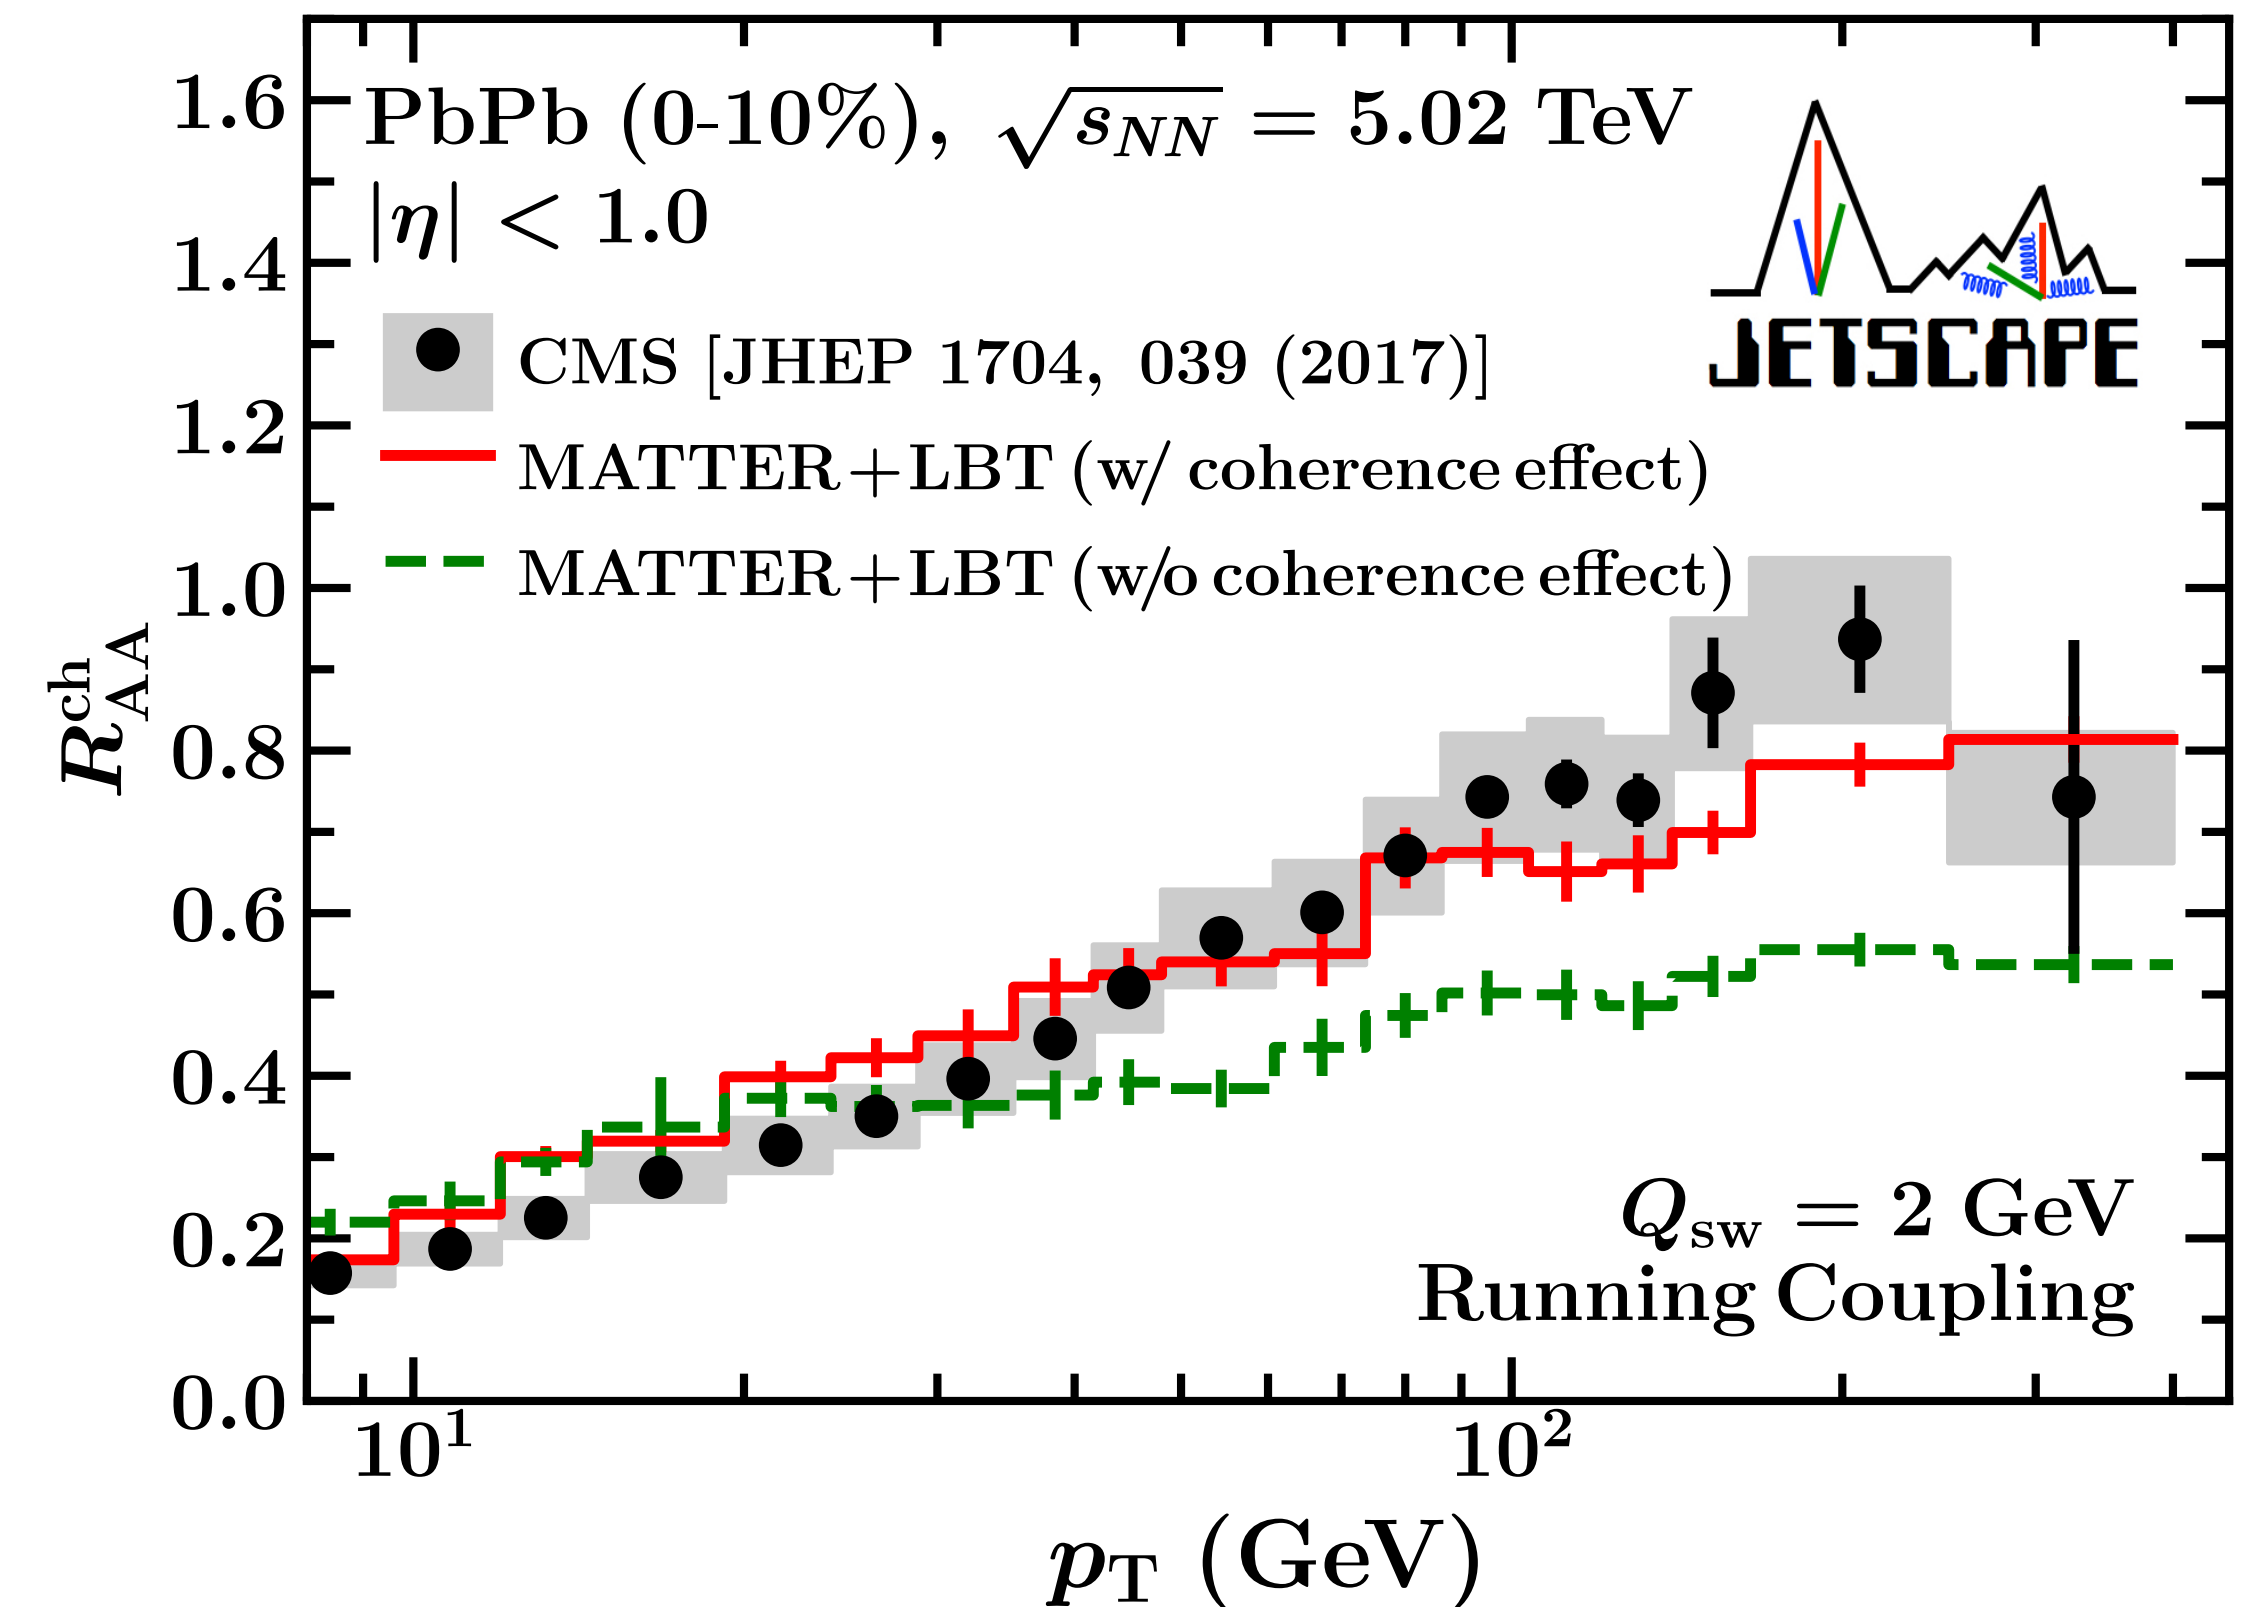 PbPb (0-10%), √sNN = 5.02 TeV
|η| < 1.0
CMS [JHEP 1704, 039 (2017)]
MATTER+LBT (w/ coherence effect)
MATTER+LBT (w/o coherence effect)
JETSCAPE
1.6
1.4
1.2
1.0
0.8
0.6
0.4
0.2
0.0
R^ch_AA
Q_sw = 2 GeV
Running Coupling
10^1 10^2
p_T (GeV)